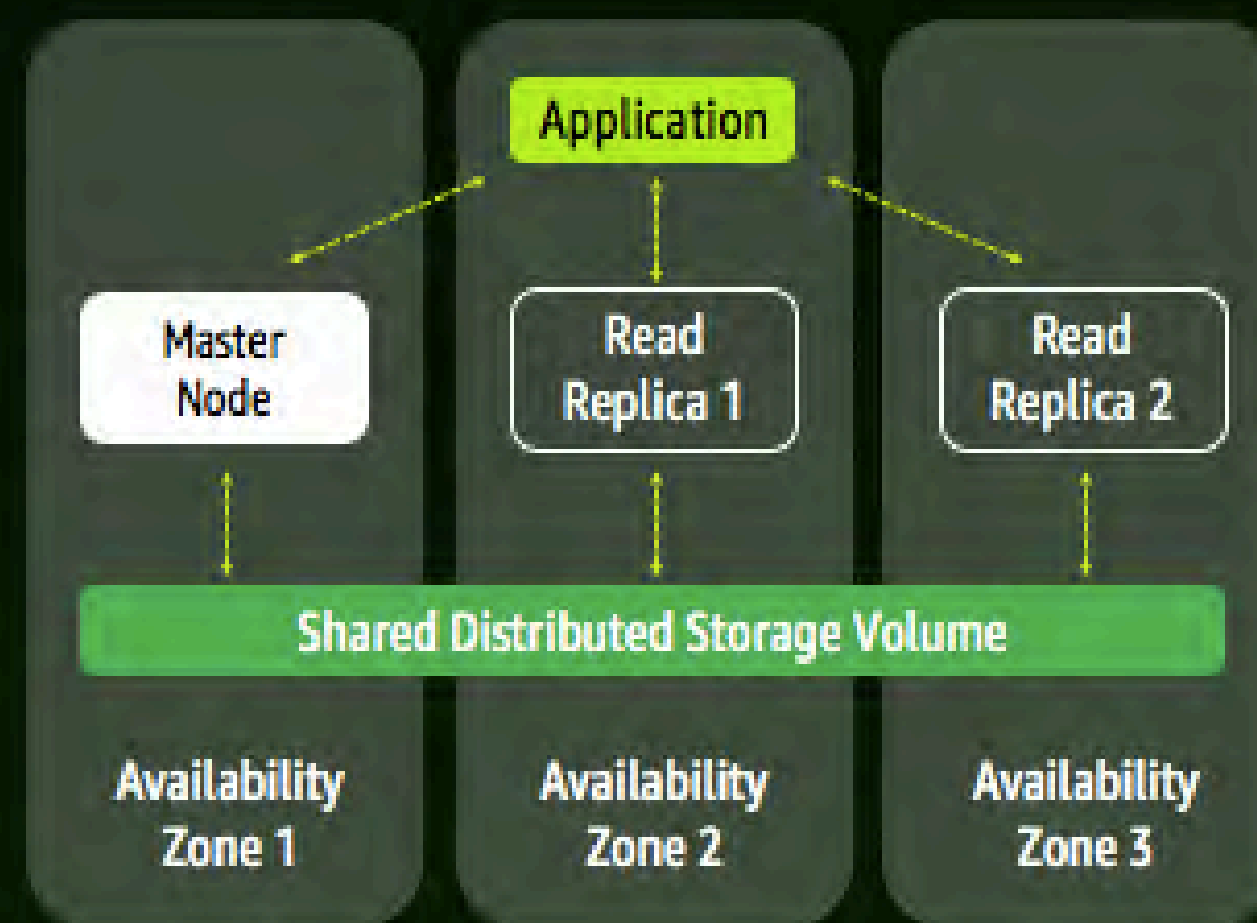 Application
Master
Node
Read
Replica 1
Read
Replica 2
Shared Distributed Storage Volume
Availability
Zone 1
Availability
Zone 2
Availability
Zone 3